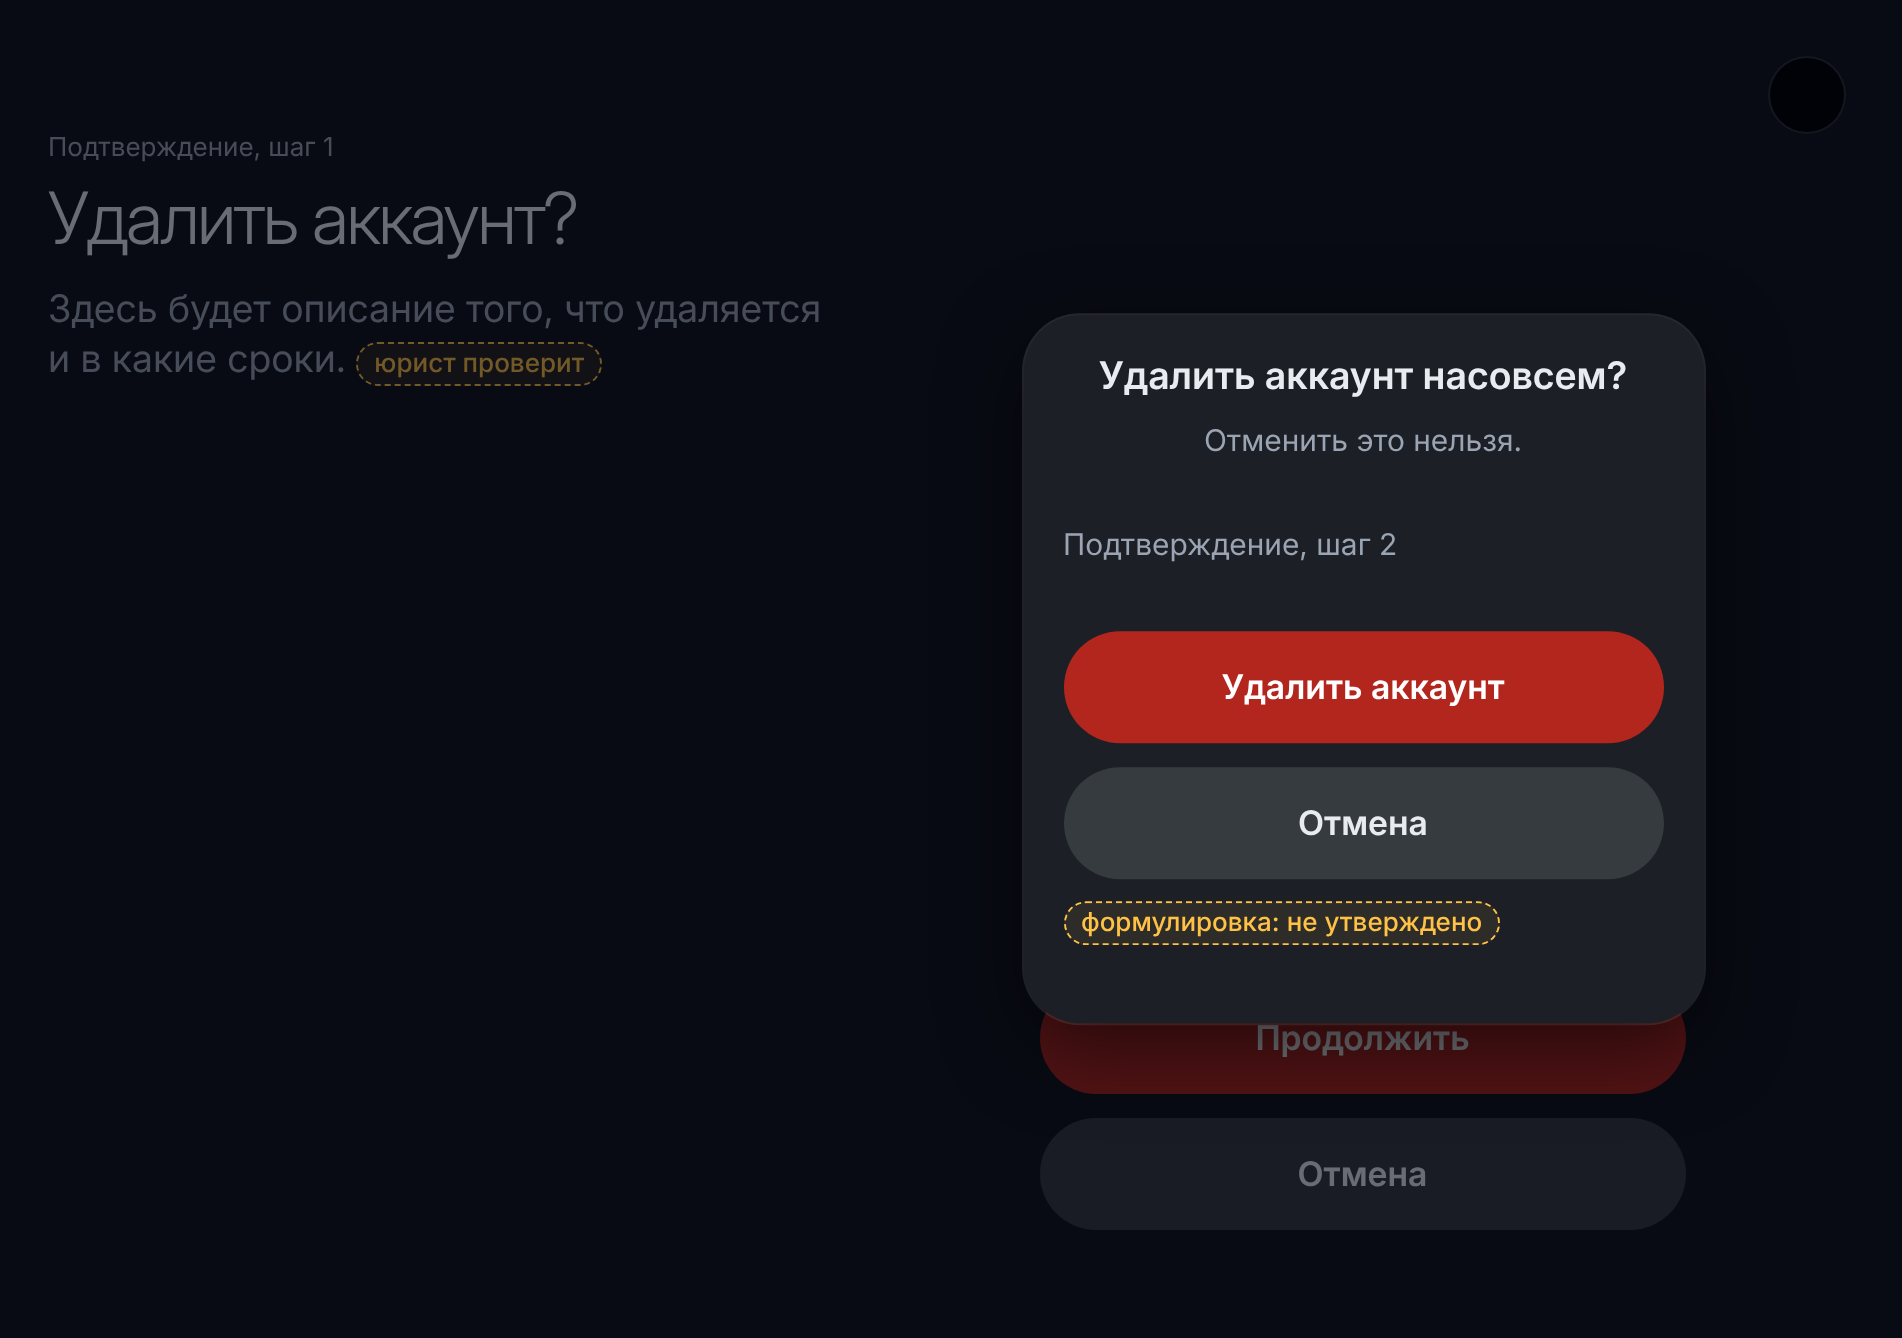 Подтверждение, шаг 1
Удалить аккаунт?
Здесь будет описание того, что удаляется
и в какие сроки. юрист проверит
Удалить аккаунт насовсем?
Отменить это нельзя.
Подтверждение, шаг 2
Удалить аккаунт
Отмена
формулировка: не утверждено
Продолжить
Отмена